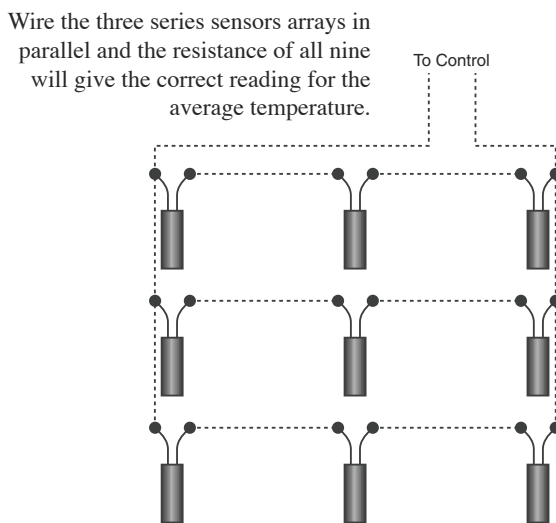 Wire the three series sensors arrays in
parallel and the resistance of all nine
will give the correct reading for the
average temperature.
To Control